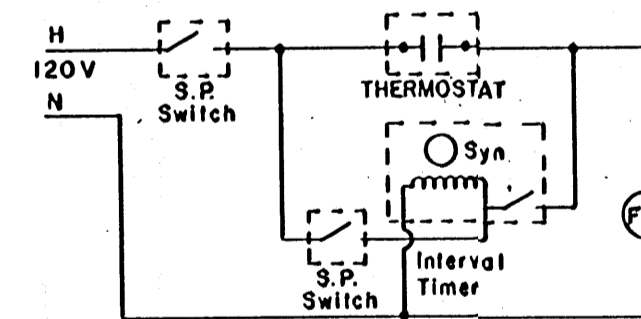 H
120V
N
S.P.
Switch
THERMOSTAT
Syn
Interval
Timer
S.P.
Switch
F